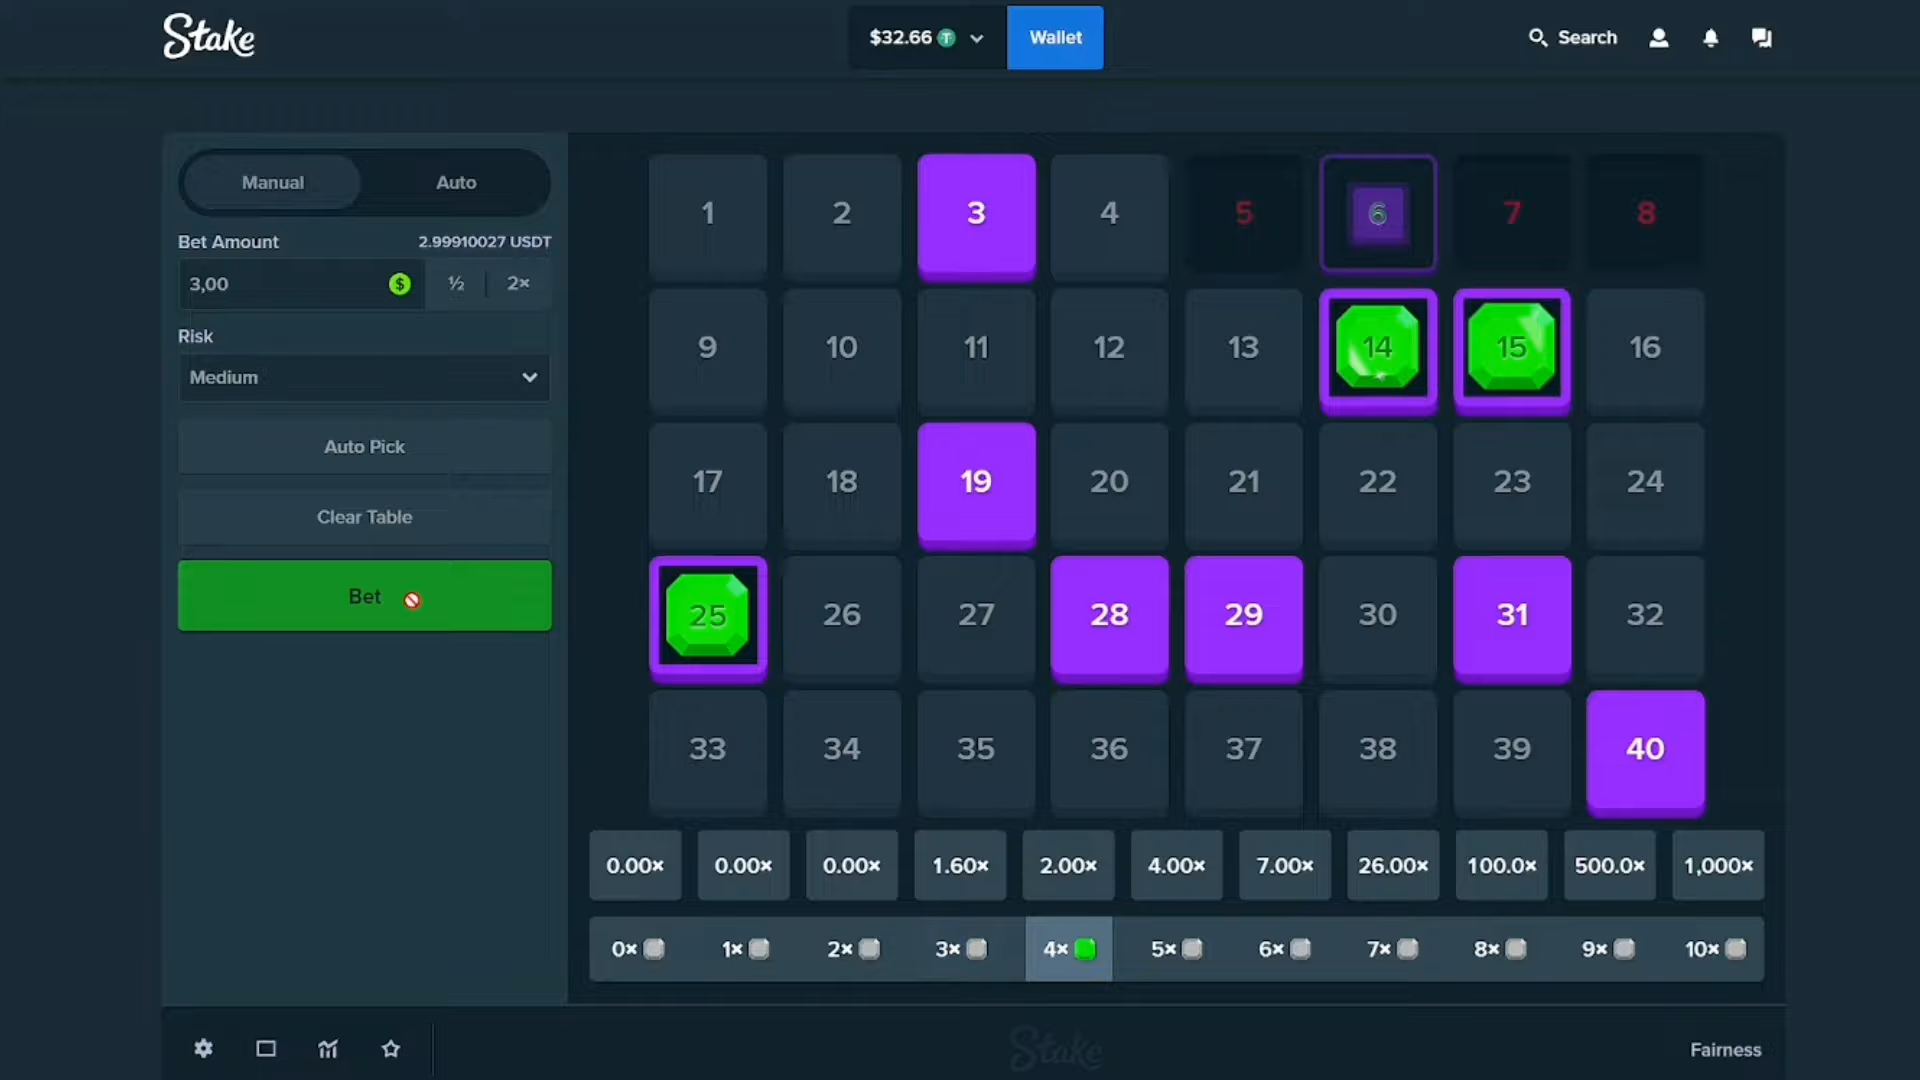 Stake
$32.66
Wallet
Search
Manual
Auto
Bet Amount
2.99910027 USDT
3,00
$
½
2×
Risk
Medium
Auto Pick
Clear Table
Bet
1 2 3 4 5 6 7 8
9 10 11 12 13 14 15 16
17 18 19 20 21 22 23 24
25 26 27 28 29 30 31 32
33 34 35 36 37 38 39 40
0.00× 0.00× 0.00× 1.60× 2.00× 4.00× 7.00× 26.00× 100.0× 500.0× 1,000×
0× 1× 2× 3× 4× 5× 6× 7× 8× 9× 10×
Stake
Fairness